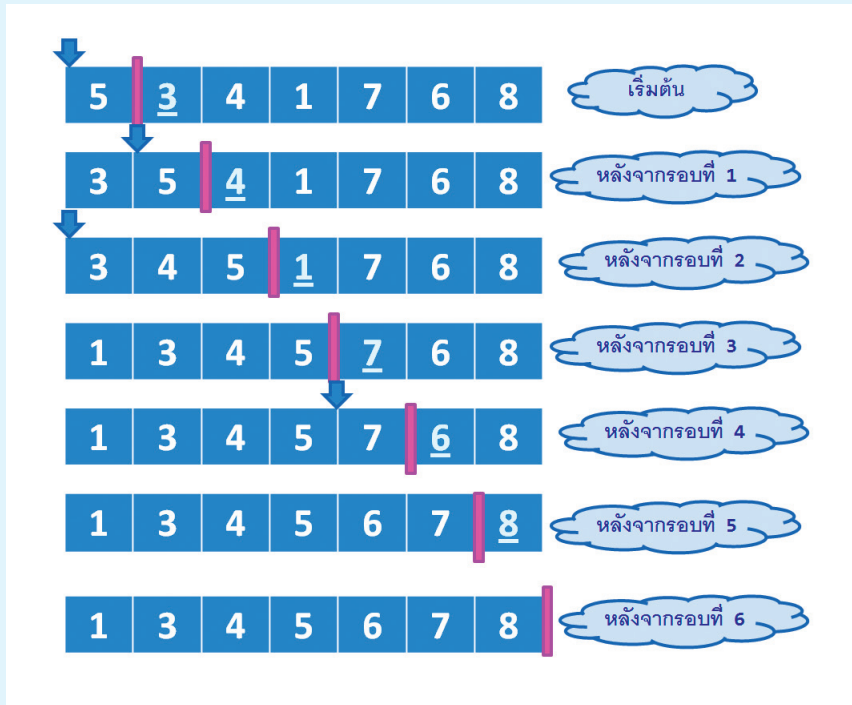 5 3 4 1 7 6 8 เริ่มต้น
3 5 4 1 7 6 8 หลังจากรอบที่ 1
3 4 5 1 7 6 8 หลังจากรอบที่ 2
1 3 4 5 7 6 8 หลังจากรอบที่ 3
1 3 4 5 7 6 8 หลังจากรอบที่ 4
1 3 4 5 6 7 8 หลังจากรอบที่ 5
1 3 4 5 6 7 8 หลังจากรอบที่ 6